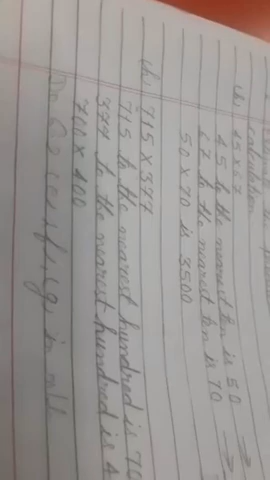 calculation
(b) 45 x 67
45 to the nearest ten is 50
67 to the nearest ten is 70
50 x 70 is 3500
(h) 715 x 377
715 to the nearest hundred is 70
377 to the nearest hundred is 4
700 x 400
in